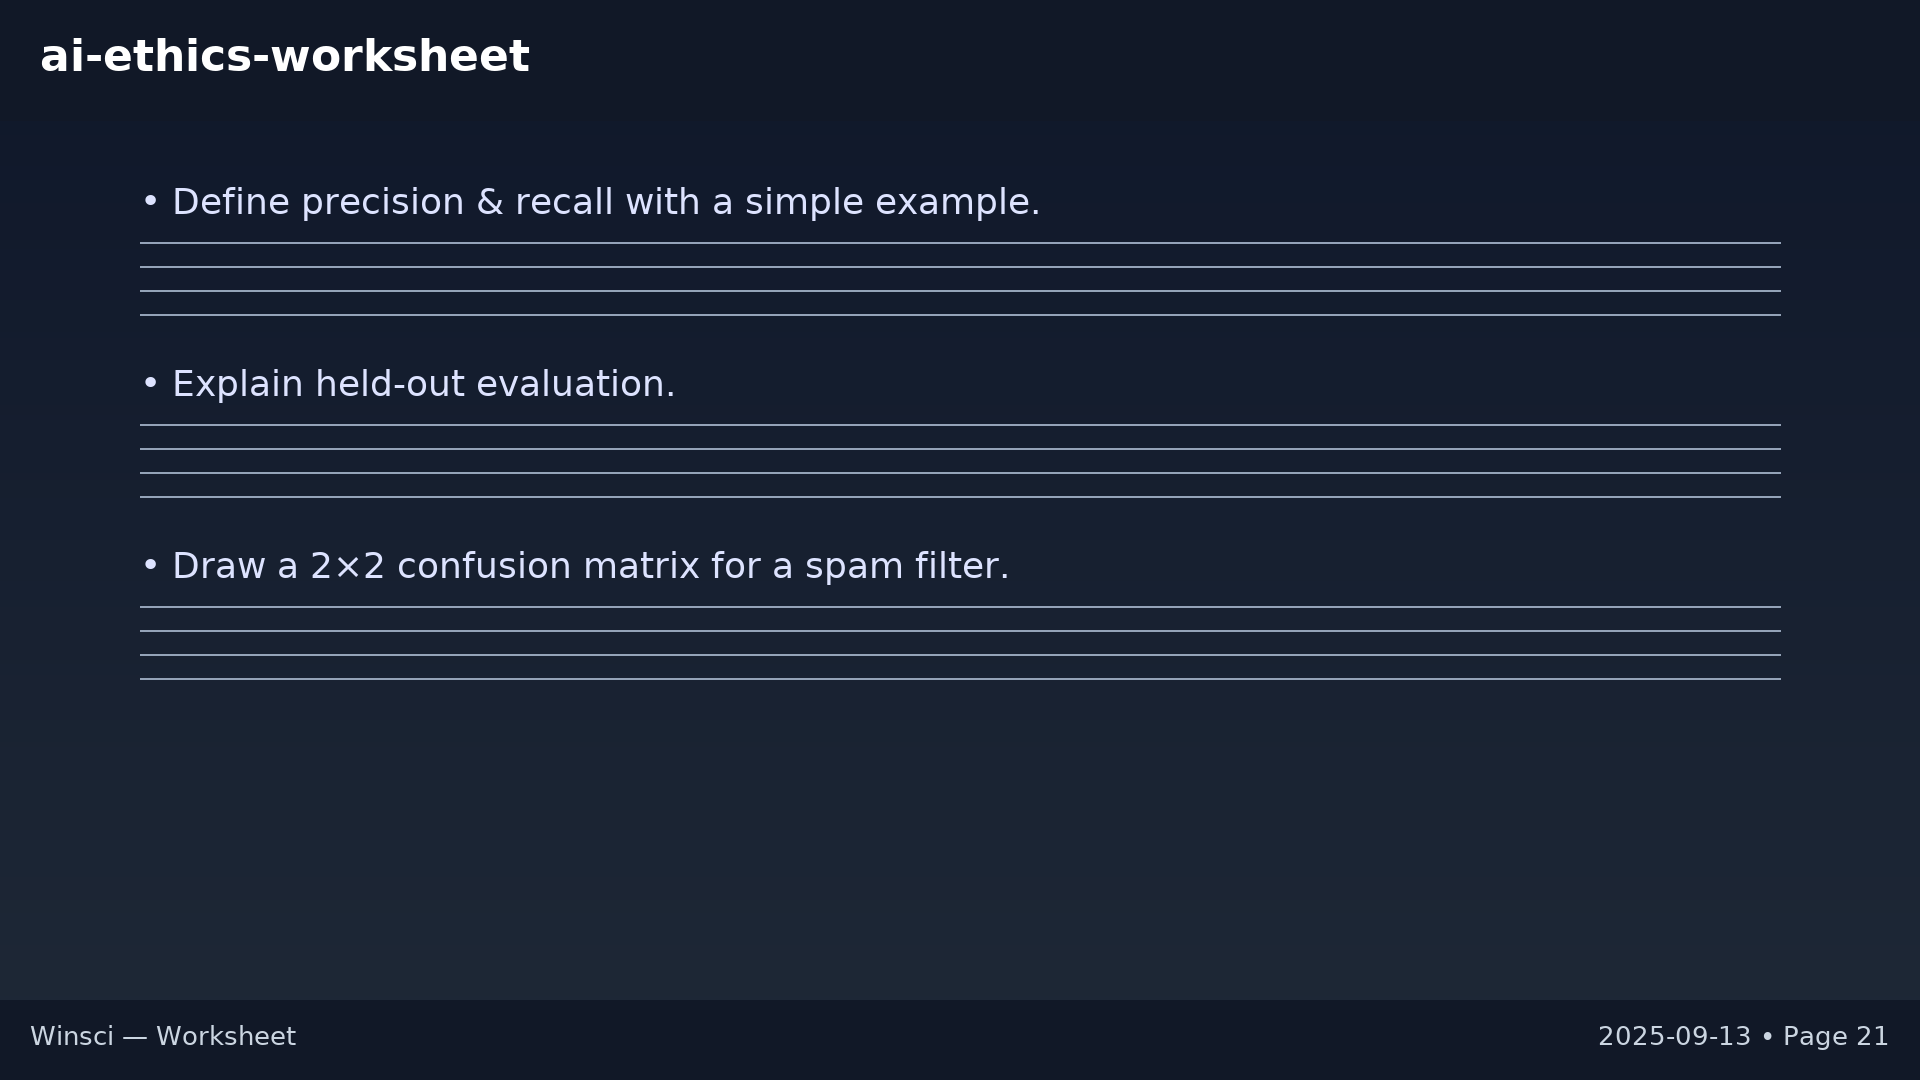 ai-ethics-worksheet
• Define precision & recall with a simple example.
• Explain held-out evaluation.
• Draw a 2×2 confusion matrix for a spam filter.
Winsci — Worksheet
2025-09-13 • Page 21